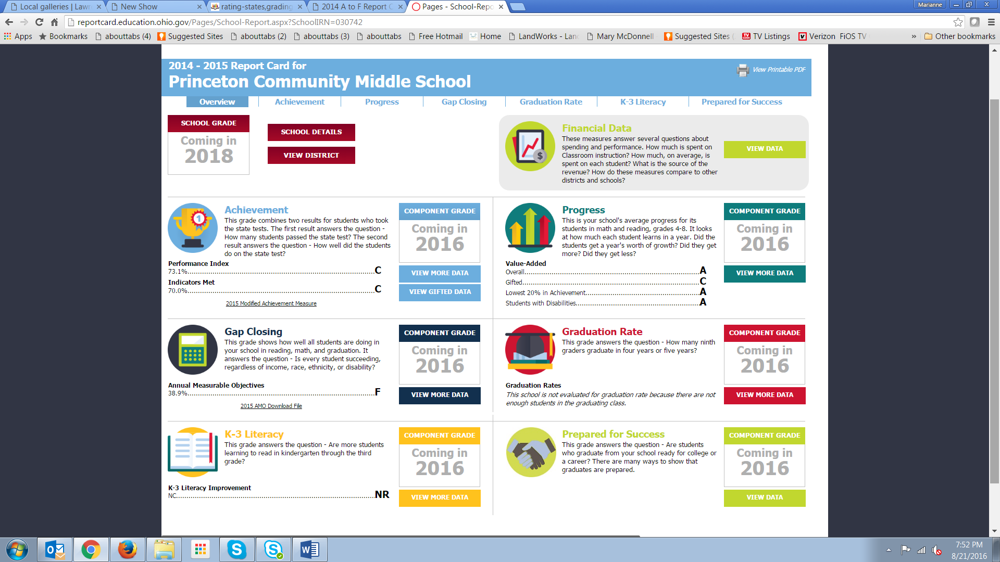 Local galleries | Lawr
New Show
rating-states,grading
2014 A to F Report C
Pages - School-Repo
Marianne
reportcard.education.ohio.gov/Pages/School-Report.aspx?SchoolIRN=030742
Apps
Bookmarks
abouttabs (4)
Suggested Sites
abouttabs (2)
abouttabs (3)
abouttabs
Free Hotmail
Home
LandWorks - Land
Mary McDonnell
Suggested Sites (
TV Listings
Verizon FiOS TV
»
Other bookmarks
2014 - 2015 Report Card for
Princeton Community Middle School
View Printable PDF
Overview
Achievement
Progress
Gap Closing
Graduation Rate
K-3 Literacy
Prepared for Success
SCHOOL GRADE
Coming in
2018
SCHOOL DETAILS
VIEW DISTRICT
$
Financial Data
These measures answer several questions about
spending and performance. How much is spent on
Classroom instruction? How much, on average, is
spent on each student? What is the source of the
revenue? How do these measures compare to other
districts and schools?
VIEW DATA
1
Achievement
This grade combines two results for students who took
the state tests. The first result answers the question -
How many students passed the state test? The second
result answers the question - How well did the students
do on the state test?
Performance Index
73.1%.....C
Indicators Met
70.0%.....C
2015 Modified Achievement Measure
COMPONENT GRADE
Coming in
2016
VIEW MORE DATA
VIEW GIFTED DATA
Progress
This is your school's average progress for its
students in math and reading, grades 4-8. It looks
at how much each student learns in a year. Did the
students get a year's worth of growth? Did they get
more? Did they get less?
Value-Added
Overall.....A
Gifted.....C
Lowest 20% in Achievement.....A
Students with Disabilities.....A
COMPONENT GRADE
Coming in
2016
VIEW MORE DATA
Gap Closing
This grade shows how well all students are doing in
your school in reading, math, and graduation. It
answers the question - Is every student succeeding,
regardless of income, race, ethnicity, or disability?
Annual Measurable Objectives
38.9%.....F
2015 AMO Download File
COMPONENT GRADE
Coming in
2016
VIEW MORE DATA
Graduation Rate
This grade answers the question - How many ninth
graders graduate in four years or five years?
Graduation Rates
This school is not evaluated for graduation rate because there are not
enough students in the graduating class.
COMPONENT GRADE
Coming in
2016
VIEW MORE DATA
K-3 Literacy
This grade answers the question - Are more students
learning to read in kindergarten through the third
grade?
K-3 Literacy Improvement
NC.....NR
COMPONENT GRADE
Coming in
2016
VIEW MORE DATA
Prepared for Success
This grade answers the question - Are students
who graduate from your school ready for college or
a career? There are many ways to show that
graduates are prepared.
COMPONENT GRADE
Coming in
2016
VIEW DATA
7:52 PM
8/21/2016